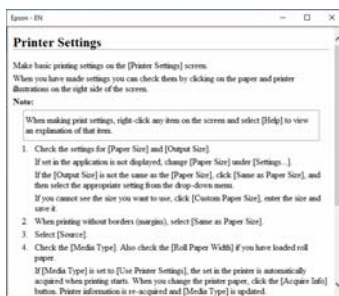 Epson - EN
Printer Settings
Make basic printing settings on the [Printer Settings] screen.
When you have made settings you can check them by clicking on the paper and printer
illustrations on the right side of the screen.
Note:
When making print settings, right-click any item on the screen and select [Help] to view
an explanation of that item.
1. Check the settings for [Paper Size] and [Output Size].
If set in the application is not displayed, change [Paper Size] under [Settings...].
If the [Output Size] is not the same as the [Paper Size], click [Same as Paper Size], and
then select the appropriate setting from the drop-down menu.
If you cannot see the size you want to use, click [Custom Paper Size], enter the size and
save it.
2. When printing without borders (margins), select [Same as Paper Size].
3. Select [Source].
4. Check the [Media Type]. Also check the [Roll Paper Width] if you have loaded roll
paper.
If [Media Type] is set to [Use Printer Settings], the set in the printer is automatically
acquired when printing starts. When you change the printer paper, click the [Acquire Info]
button. Printer information is re-acquired and [Media Type] is updated.